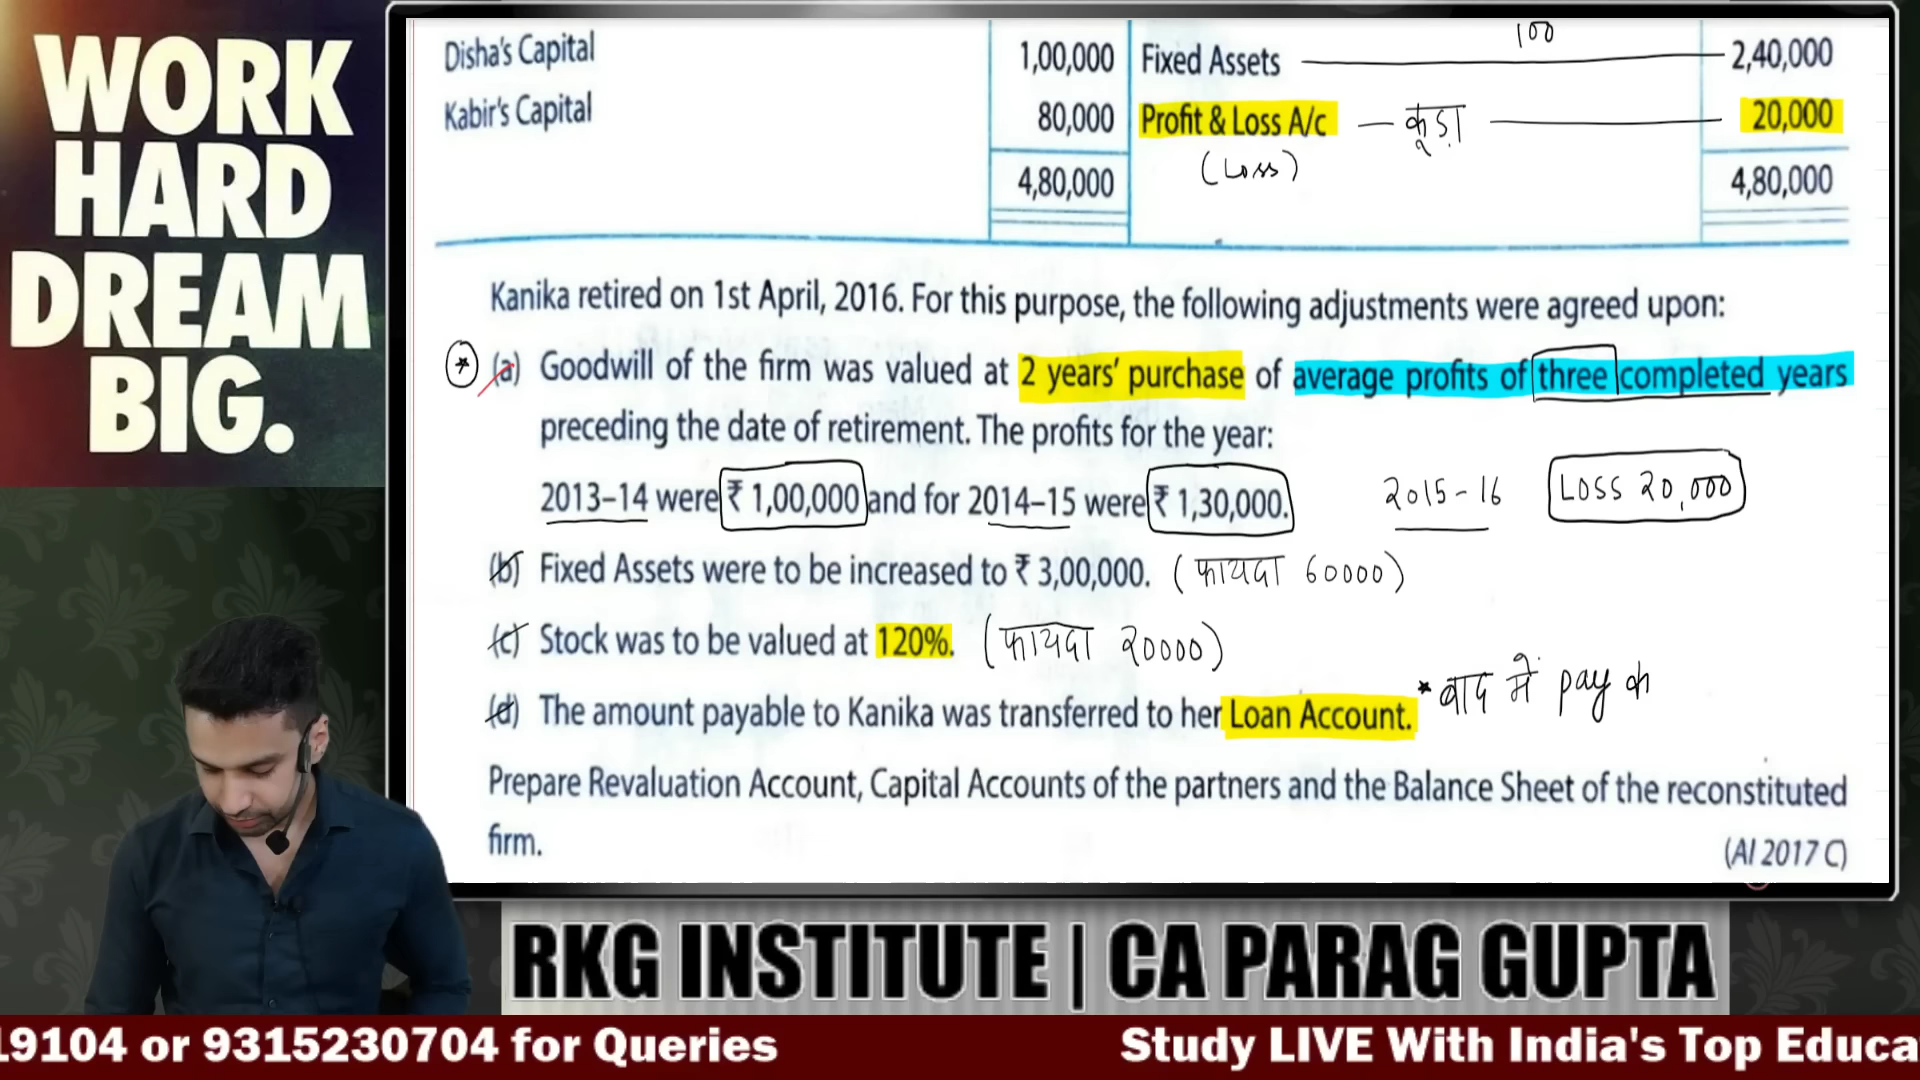 WORK
HARD
DREAM
BIG.
100
Disha's Capital 1,00,000 Fixed Assets 2,40,000
Kabir's Capital 80,000 Profit & Loss A/c — कूड़ा 20,000
(Loss)
4,80,000 4,80,000
Kanika retired on 1st April, 2016. For this purpose, the following adjustments were agreed upon:
* (a) Goodwill of the firm was valued at 2 years' purchase of average profits of three completed years
preceding the date of retirement. The profits for the year:
2013–14 were ₹ 1,00,000 and for 2014–15 were ₹ 1,30,000. 2015-16 LOSS 20,000
(b) Fixed Assets were to be increased to ₹ 3,00,000. (फायदा 60000)
(c) Stock was to be valued at 120%. (फायदा 20000)
(d) The amount payable to Kanika was transferred to her Loan Account. * बाद में pay क
Prepare Revaluation Account, Capital Accounts of the partners and the Balance Sheet of the reconstituted
firm.
(AI 2017 C)
RKG INSTITUTE | CA PARAG GUPTA
19104 or 9315230704 for Queries Study LIVE With India's Top Educa